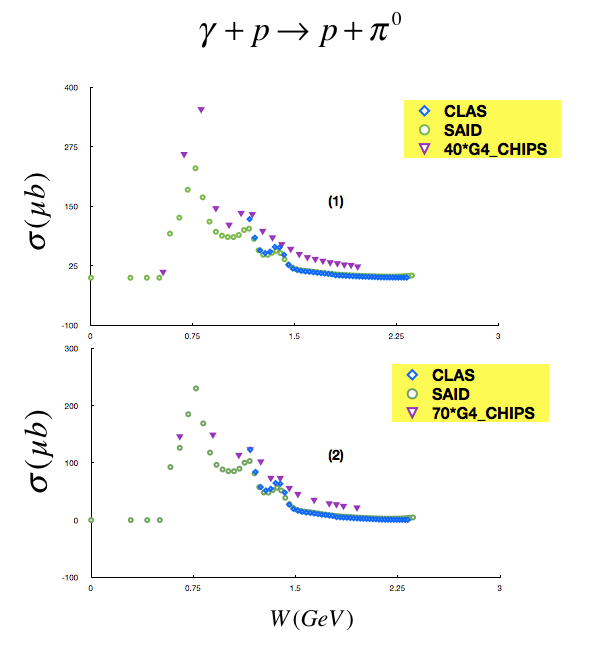 γ + p → p + π⁰
400
275
150
25
-100
σ(μb)
CLAS
SAID
40*G4_CHIPS
(1)
0 0.75 1.5 2.25 3
300
200
100
0
-100
σ(μb)
CLAS
SAID
70*G4_CHIPS
(2)
0 0.75 1.5 2.25 3
W(GeV)